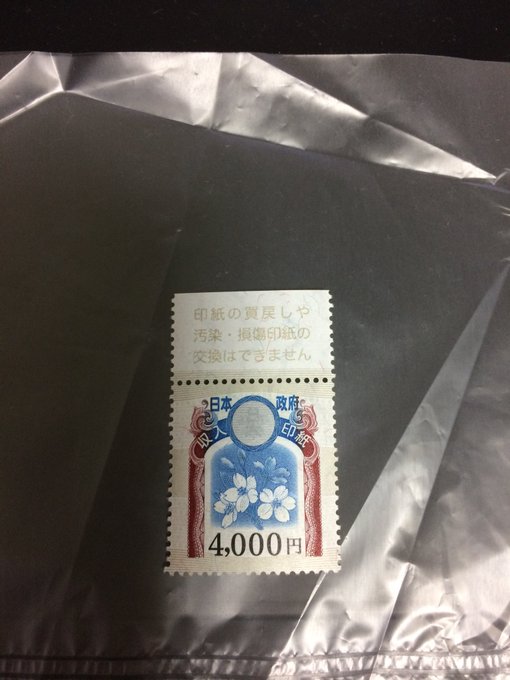 印紙の買戻しや
汚染・損傷印紙の
交換はできません
日本 政府
収入 印紙
4,000円